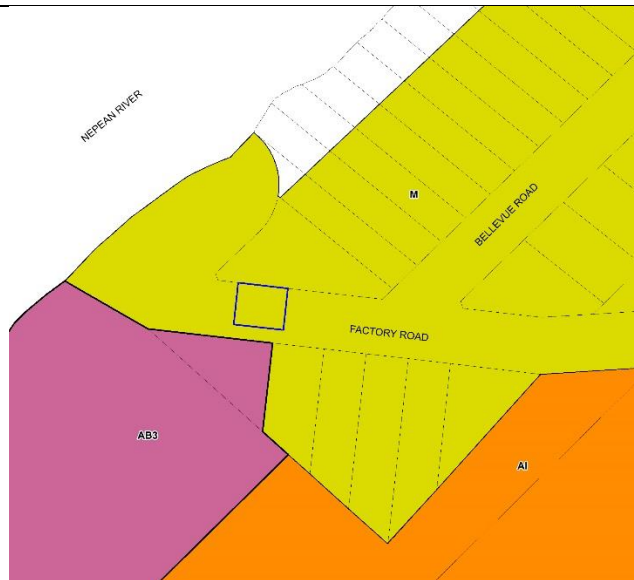 NEPEAN RIVER
M
BELLEVUE ROAD
FACTORY ROAD
AB3
AI